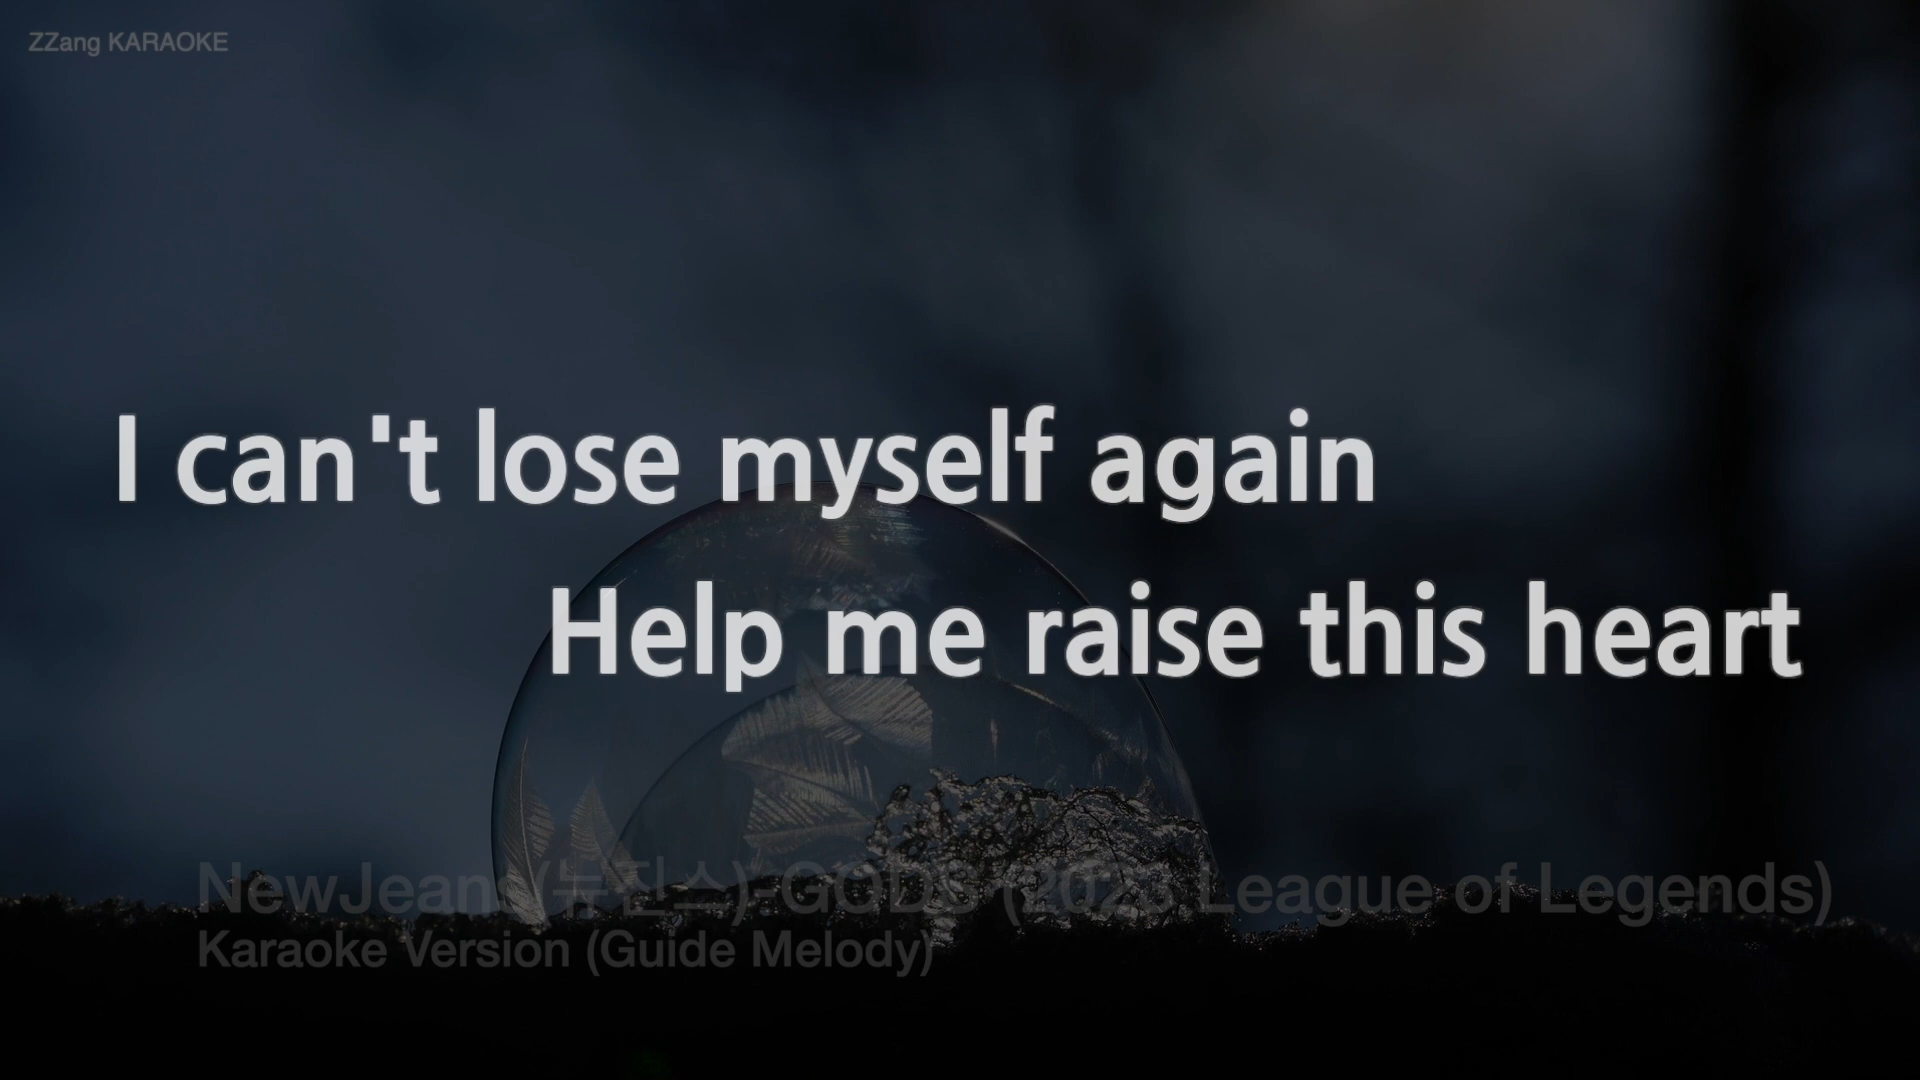 ZZang KARAOKE
I can't lose myself again
Help me raise this heart
NewJeans(뉴진스)-GODS (2023 League of Legends)
Karaoke Version (Guide Melody)